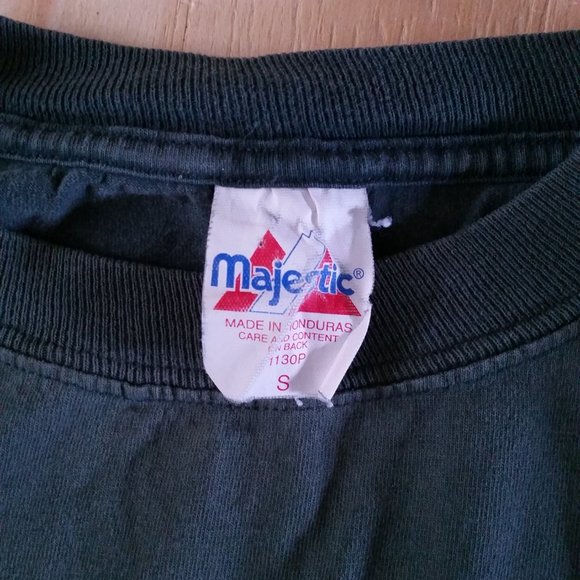 Majestic®
MADE IN HONDURAS
CARE AND CONTENT
ON BACK
1130P
S